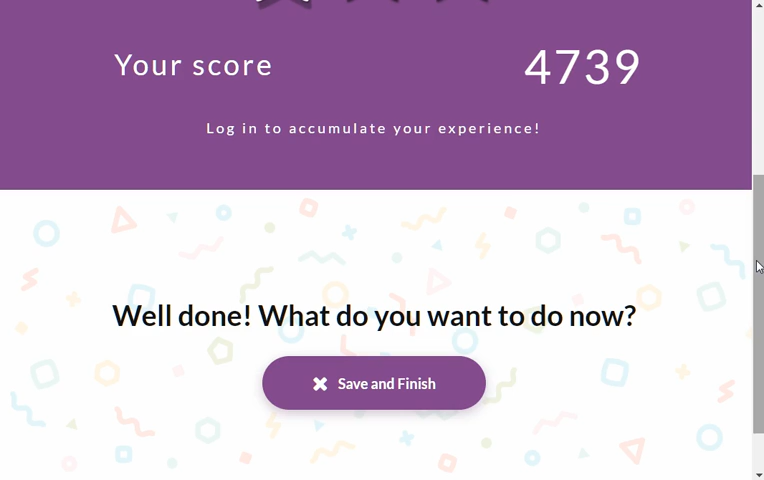 Your score
4739
Log in to accumulate your experience!
Well done! What do you want to do now?
Save and Finish